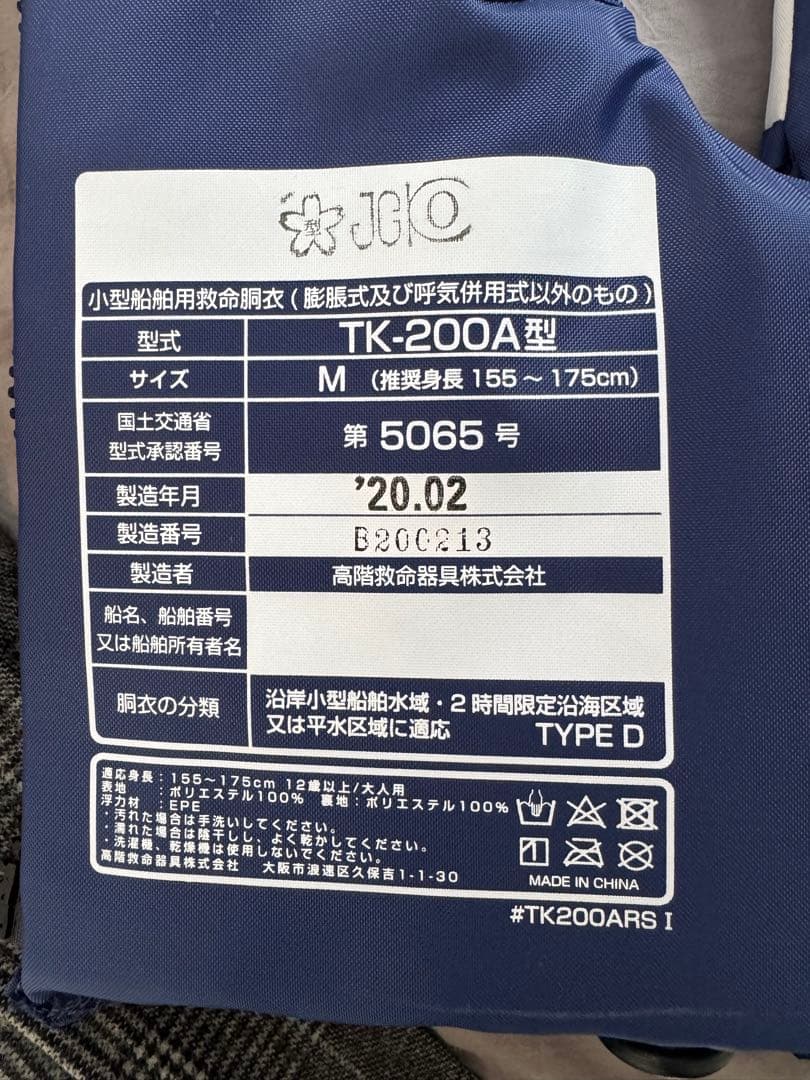 型 JG
小型船舶用救命胴衣(膨脹式及び呼気併用式以外のもの)
型式 TK-200A型
サイズ M (推奨身長 155～175cm)
国土交通省
型式承認番号 第 5065 号
製造年月 '20.02
製造番号 B200213
製造者 高階救命器具株式会社
船名、船舶番号
又は船舶所有者名
胴衣の分類 沿岸小型船舶水域・2時間限定沿海区域
又は平水区域に適応 TYPE D
適応身長:155～175cm 12歳以上/大人用
表地 :ポリエステル100% 裏地:ポリエステル100%
浮力材 :EPE
・汚れた場合は手洗いしてください。
・濡れた場合は陰干しし、よく乾かしてください。
・洗濯機、乾燥機は使用しないでください。
高階救命器具株式会社 大阪市浪速区久保吉1-1-30
MADE IN CHINA
#TK200ARS I